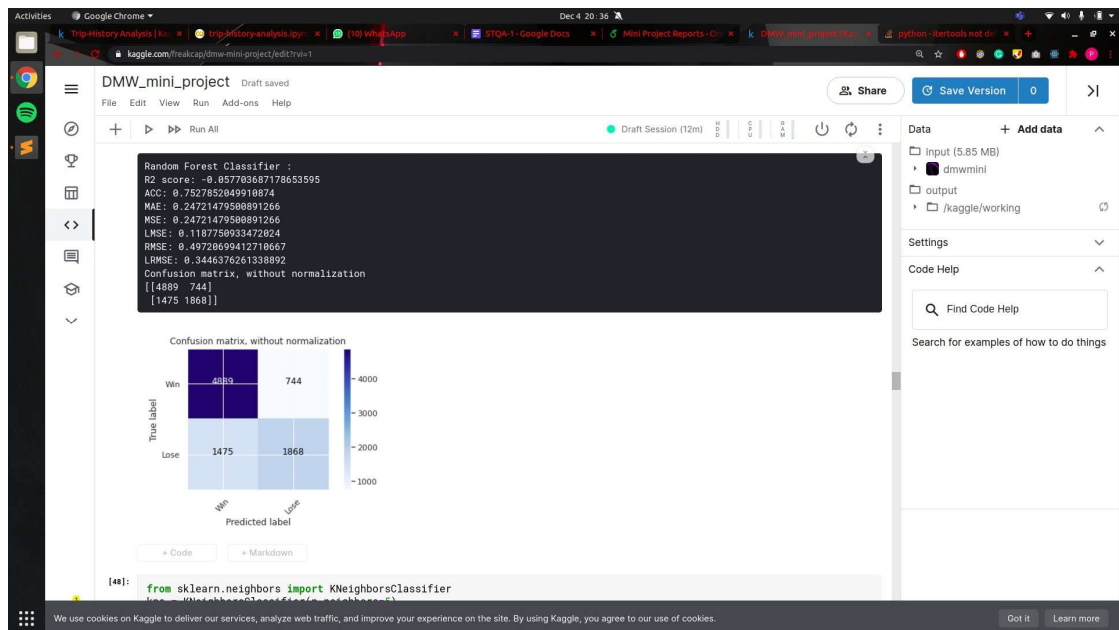 Activities
Google Chrome
Dec 4 20:36
Trip-History Analysis | Ka
trip-history-analysis.ipyn
(10) WhatsApp
STQA-1 - Google Docs
Mini Project Reports - On
DMW_mini_project | Ka
python - itertools not def
kaggle.com/freakcap/dmw-mini-project/edit?rvi=1
DMW_mini_project Draft saved
File Edit View Run Add-ons Help
Share
Save Version 0
Run All
Draft Session (12m)
HDD
CPU
RAM
Data
+ Add data
input (5.85 MB)
dmwmini
output
/kaggle/working
Settings
Code Help
Find Code Help
Search for examples of how to do things
Random Forest Classifier :
R2 score: -0.057703687178653595
ACC: 0.7527852049910874
MAE: 0.24721479500891266
MSE: 0.24721479500891266
LMSE: 0.1187750933472024
RMSE: 0.49720699412710667
LRMSE: 0.3446376261338892
Confusion matrix, without normalization
[[4889 744]
[1475 1868]]
Confusion matrix, without normalization
Win
4889
744
Lose
1475
1868
True label
Win
Lose
Predicted label
4000
3000
2000
1000
+ Code
+ Markdown
[48]:
from sklearn.neighbors import KNeighborsClassifier
We use cookies on Kaggle to deliver our services, analyze web traffic, and improve your experience on the site. By using Kaggle, you agree to our use of cookies.
Got it
Learn more